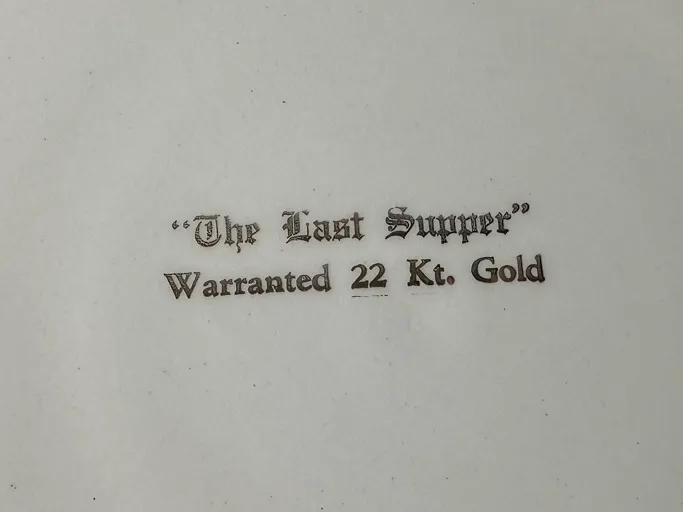 “The Last Supper”
Warranted 22 Kt. Gold